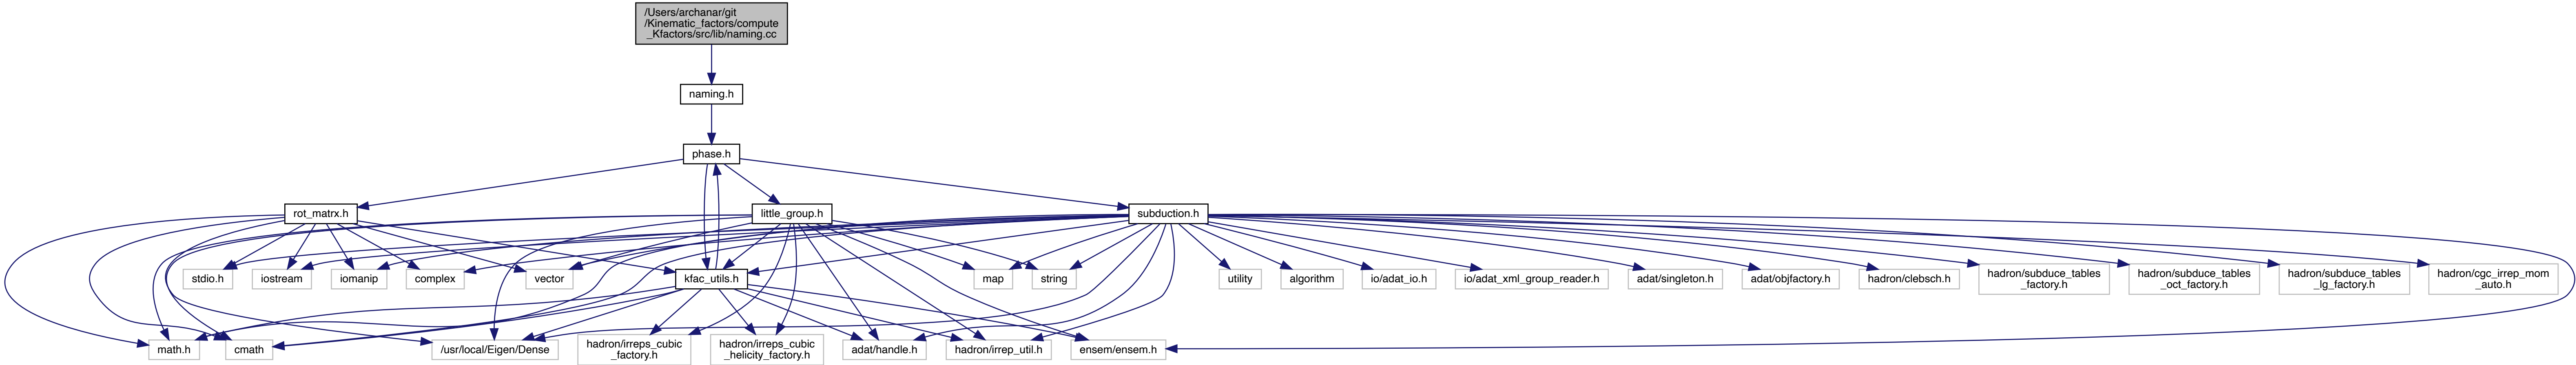 /Users/archanar/git
/Kinematic_factors/compute
_Kfactors/src/lib/naming.cc
naming.h
phase.h
rot_matrx.h
little_group.h
subduction.h
stdio.h
iostream
iomanip
complex
vector
kfac_utils.h
map
string
utility
algorithm
io/adat_io.h
io/adat_xml_group_reader.h
adat/singleton.h
adat/objfactory.h
hadron/clebsch.h
hadron/subduce_tables
_factory.h
hadron/subduce_tables
_oct_factory.h
hadron/subduce_tables
_lg_factory.h
hadron/cgc_irrep_mom
_auto.h
math.h
cmath
/usr/local/Eigen/Dense
hadron/irreps_cubic
_factory.h
hadron/irreps_cubic
_helicity_factory.h
adat/handle.h
hadron/irrep_util.h
ensem/ensem.h